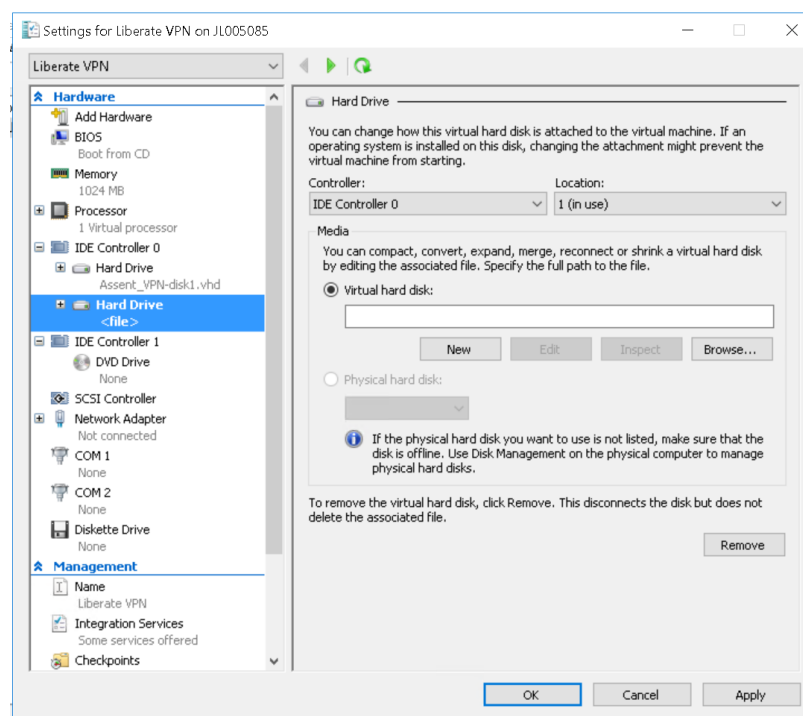 Settings for Liberate VPN on JL005085
Liberate VPN
Hardware
Add Hardware
BIOS
Boot from CD
Memory
1024 MB
Processor
1 Virtual processor
IDE Controller 0
Hard Drive
Assent_VPN-disk1.vhd
Hard Drive
<file>
IDE Controller 1
DVD Drive
None
SCSI Controller
Network Adapter
Not connected
COM 1
None
COM 2
None
Diskette Drive
None
Management
Name
Liberate VPN
Integration Services
Some services offered
Checkpoints
Hard Drive
You can change how this virtual hard disk is attached to the virtual machine. If an
operating system is installed on this disk, changing the attachment might prevent the
virtual machine from starting.
Controller: Location:
IDE Controller 0 1 (in use)
Media
You can compact, convert, expand, merge, reconnect or shrink a virtual hard disk
by editing the associated file. Specify the full path to the file.
Virtual hard disk:
New Edit Inspect Browse...
Physical hard disk:
If the physical hard disk you want to use is not listed, make sure that the
disk is offline. Use Disk Management on the physical computer to manage
physical hard disks.
To remove the virtual hard disk, click Remove. This disconnects the disk but does not
delete the associated file.
Remove
OK Cancel Apply